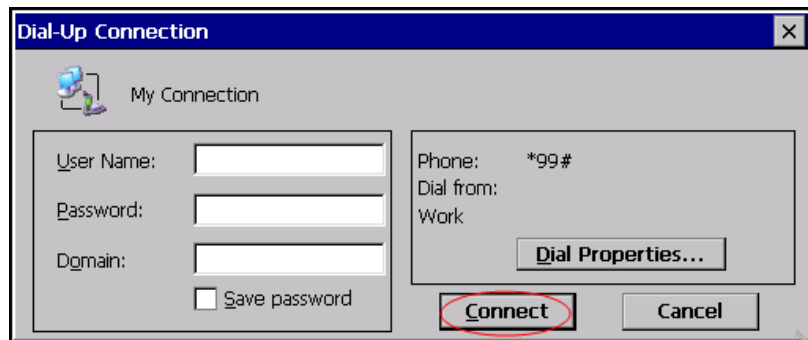 Dial-Up Connection
My Connection
User Name:
Password:
Domain:
Save password
Phone: *99#
Dial from:
Work
Dial Properties...
Connect
Cancel